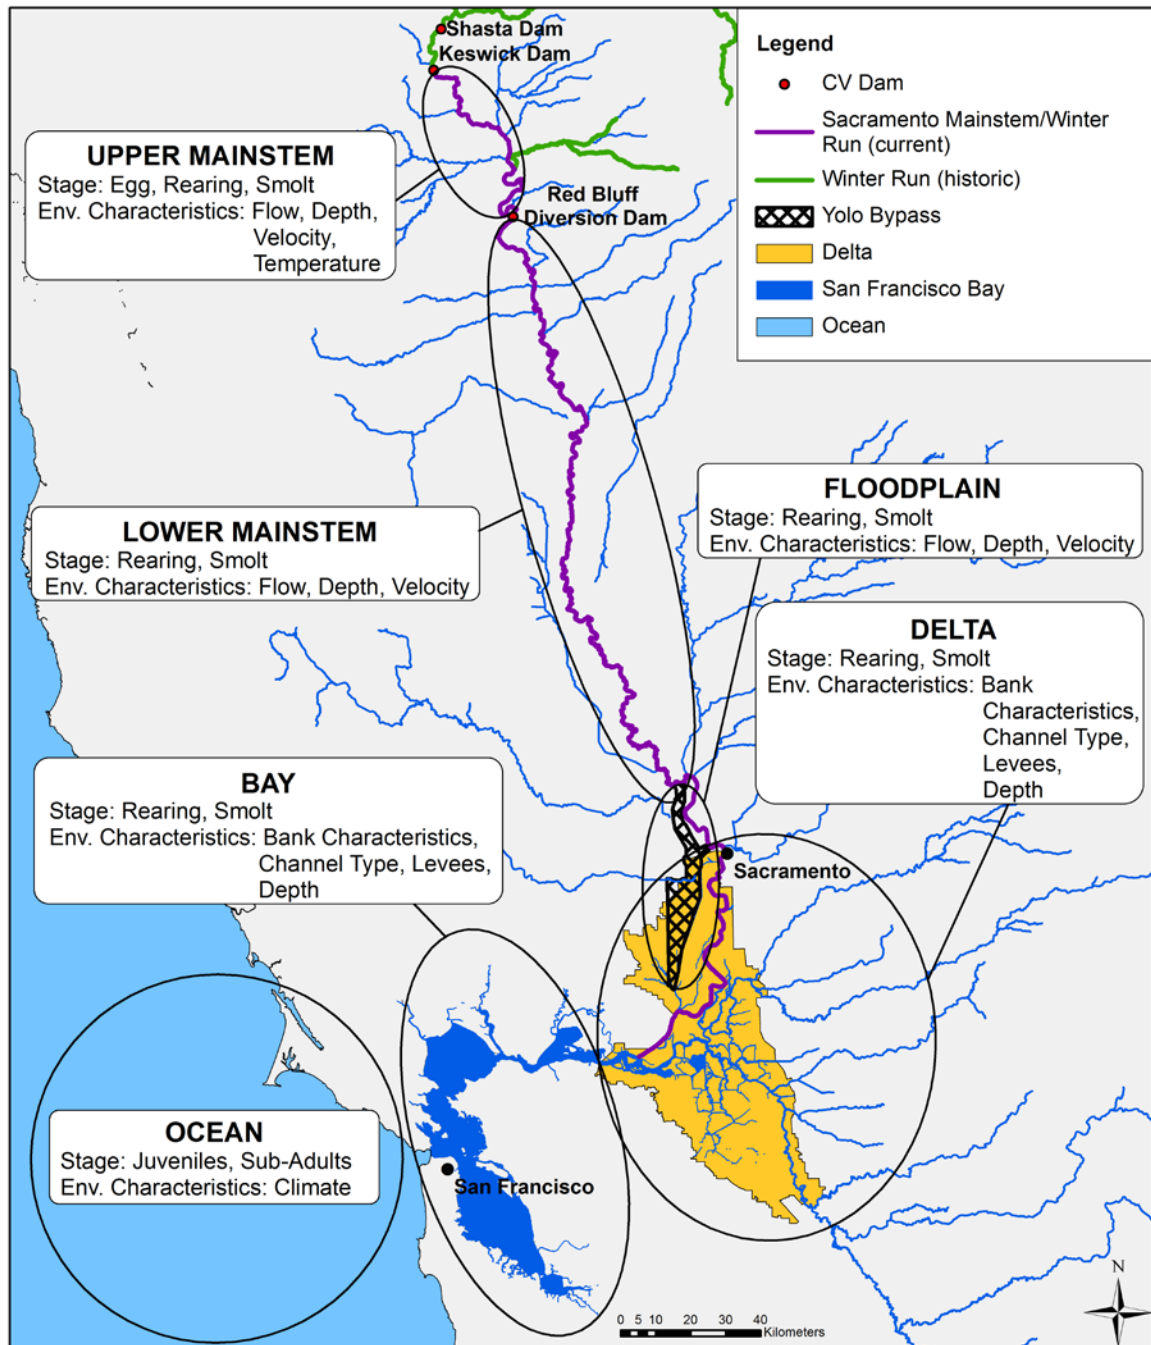 Shasta Dam
Keswick Dam
Legend
CV Dam
Sacramento Mainstem/Winter
Run (current)
Winter Run (historic)
Yolo Bypass
Delta
San Francisco Bay
Ocean
UPPER MAINSTEM
Stage: Egg, Rearing, Smolt
Env. Characteristics: Flow, Depth,
Velocity,
Temperature
Red Bluff
Diversion Dam
FLOODPLAIN
Stage: Rearing, Smolt
Env. Characteristics: Flow, Depth, Velocity
LOWER MAINSTEM
Stage: Rearing, Smolt
Env. Characteristics: Flow, Depth, Velocity
DELTA
Stage: Rearing, Smolt
Env. Characteristics: Bank
Characteristics,
Channel Type,
Levees,
Depth
BAY
Stage: Rearing, Smolt
Env. Characteristics: Bank Characteristics,
Channel Type, Levees,
Depth
Sacramento
OCEAN
Stage: Juveniles, Sub-Adults
Env. Characteristics: Climate
San Francisco
N
0 5 10 20 30 40
Kilometers